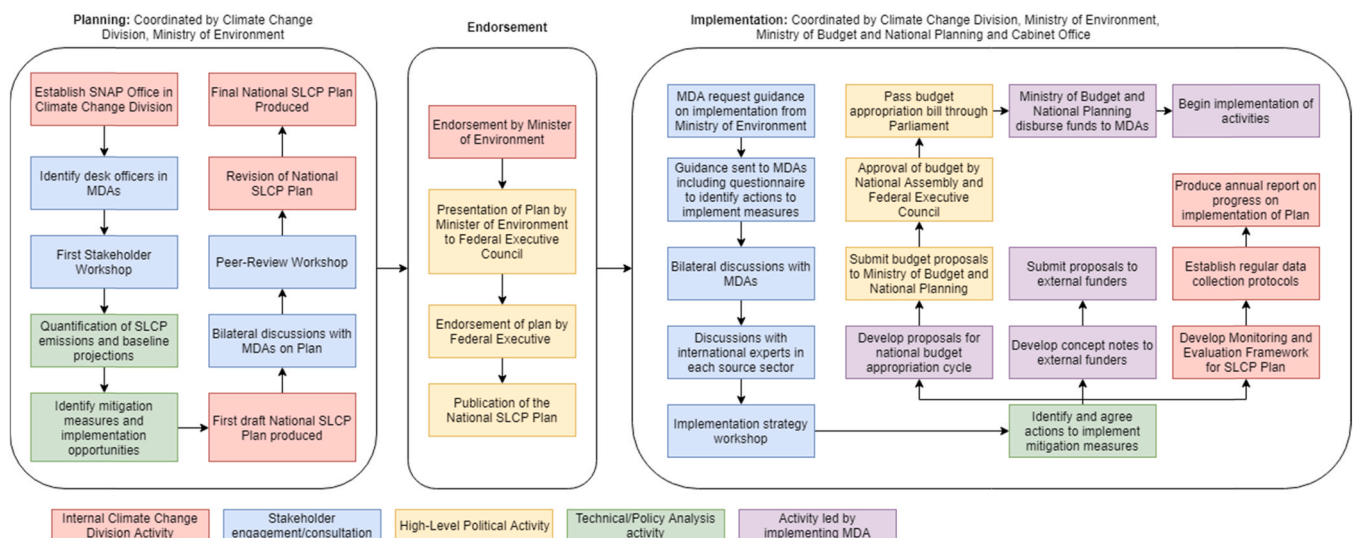 Planning: Coordinated by Climate Change
Division, Ministry of Environment
Establish SNAP Office in
Climate Change Division
Identify desk officers in
MDAs
First Stakeholder
Workshop
Quantification of SLCP
emissions and baseline
projections
Identify mitigation
measures and
implementation
opportunities
First draft National SLCP
Plan produced
Bilateral discussions with
MDAs on Plan
Peer-Review Workshop
Revision of National
SLCP Plan
Final National SLCP Plan
Produced
Endorsement
Endorsement by Minister
of Environment
Presentation of Plan by
Minister of Environment
to Federal Executive
Council
Endorsement of plan by
Federal Executive
Publication of the
National SLCP Plan
Implementation: Coordinated by Climate Change Division, Ministry of Environment,
Ministry of Budget and National Planning and Cabinet Office
MDA request guidance
on implementation from
Ministry of Environment
Guidance sent to MDAs
including questionnaire
to identify actions to
implement measures
Bilateral discussions with
MDAs
Discussions with
international experts in
each source sector
Implementation strategy
workshop
Identify and agree
actions to implement
mitigation measures
Develop proposals for
national budget
appropriation cycle
Submit budget proposals
to Ministry of Budget and
National Planning
Approval of budget by
National Assembly and
Federal Executive
Council
Pass budget
appropriation bill through
Parliament
Ministry of Budget and
National Planning
disburse funds to MDAs
Begin implementation of
activities
Develop concept notes to
external funders
Submit proposals to
external funders
Develop Monitoring and
Evaluation Framework
for SLCP Plan
Establish regular data
collection protocols
Produce annual report on
progress on
implementation of Plan
Internal Climate Change
Division Activity
Stakeholder
engagement/consultation
High-Level Political Activity
Technical/Policy Analysis
activity
Activity led by
implementing MDA